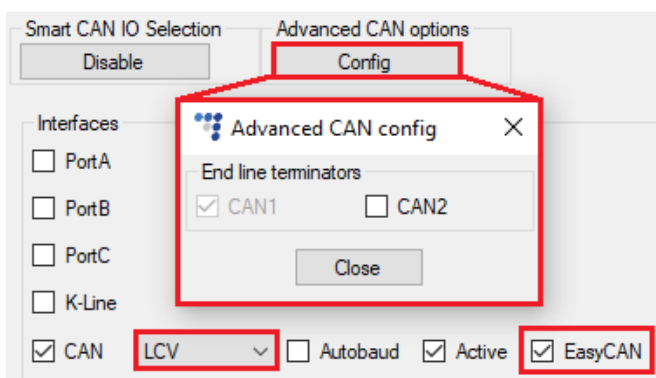 Smart CAN IO Selection
Advanced CAN options
Disable
Config
Interfaces
Advanced CAN config
PortA
End line terminators
PortB
CAN1
CAN2
PortC
Close
K-Line
CAN LCV Autobaud Active EasyCAN